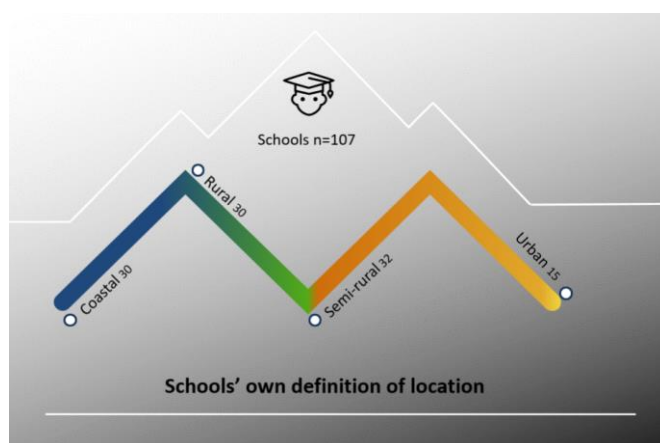 Schools n=107
Rural 30
Coastal 30
Semi-rural 32
Urban 15
Schools' own definition of location